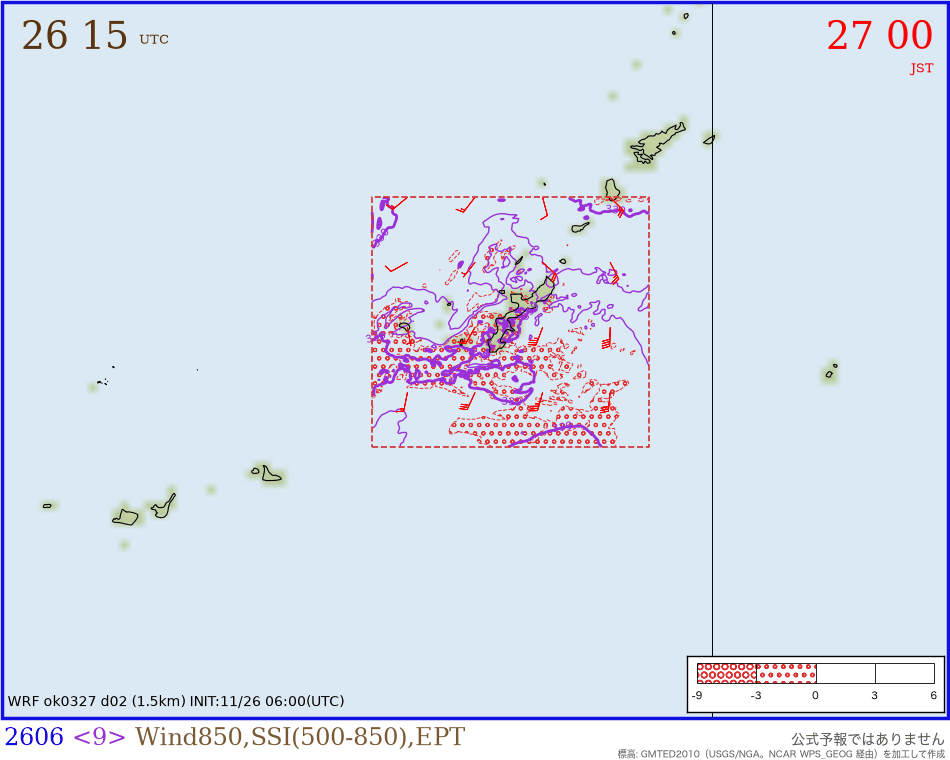 26 15 UTC
27 00
JST
-9 -3 0 3 6
WRF ok0327 d02 (1.5km) INIT:11/26 06:00(UTC)
2606 <9> Wind850,SSI(500-850),EPT
公式予報ではありません
標高: GMTED2010（USGS/NGA。NCAR WPS_GEOG 経由）を加工して作成